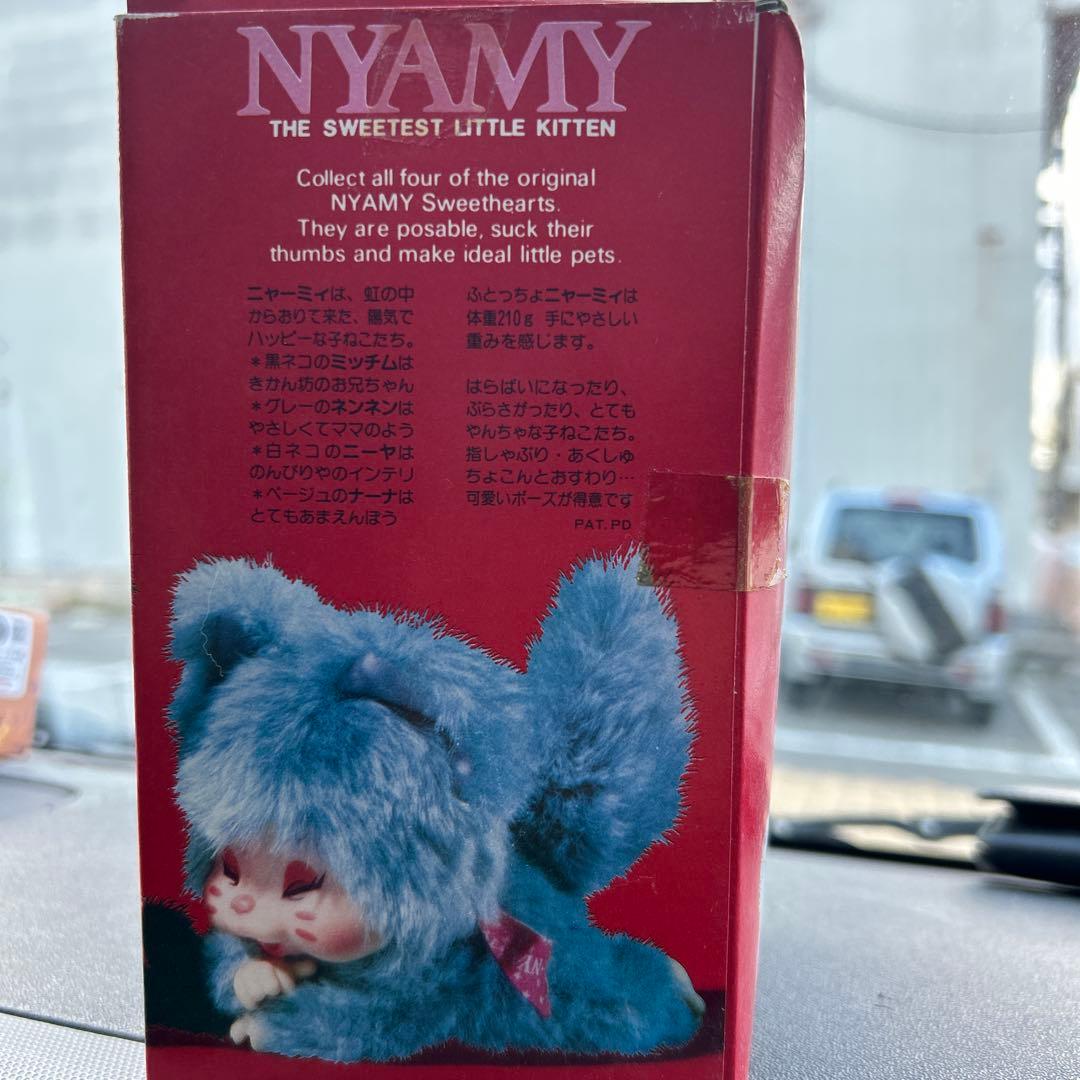 NYAMY
THE SWEETEST LITTLE KITTEN
Collect all four of the original
NYAMY Sweethearts.
They are posable, suck their
thumbs and make ideal little pets.
ニャーミィは、虹の中
からおりて来た、陽気で
ハッピーな子ねこたち。
*黒ネコのミッチムは
きかん坊のお兄ちゃん
*グレーのネンネンは
やさしくてママのよう
*白ネコのニーヤは
のんびりやのインテリ
*ベージュのナーナは
とてもあまえんぼう
ふとっちょニャーミィは
体重210g 手にやさしい
重みを感じます。
はらばいになったり、
ぶらさがったり、とても
やんちゃな子ねこたち。
指しゃぶり・あくしゅ
ちょこんとおすわり…
可愛いポーズが得意です
PAT. PD